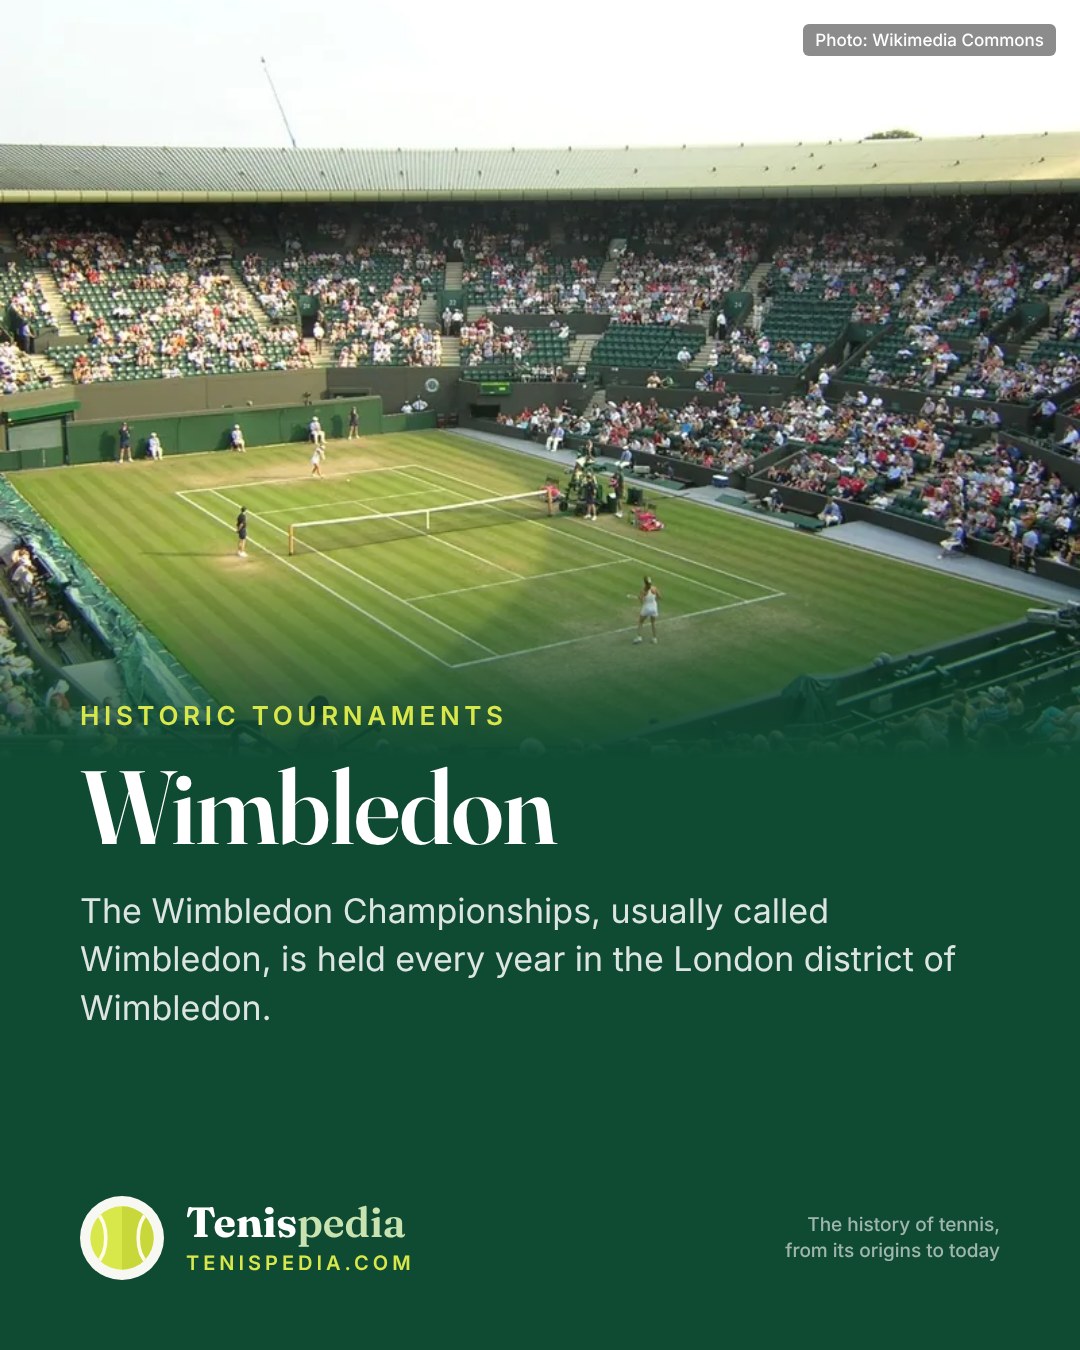 Photo: Wikimedia Commons
HISTORIC TOURNAMENTS
Wimbledon
The Wimbledon Championships, usually called
Wimbledon, is held every year in the London district of
Wimbledon.
Tenispedia
TENISPEDIA.COM
The history of tennis,
from its origins to today